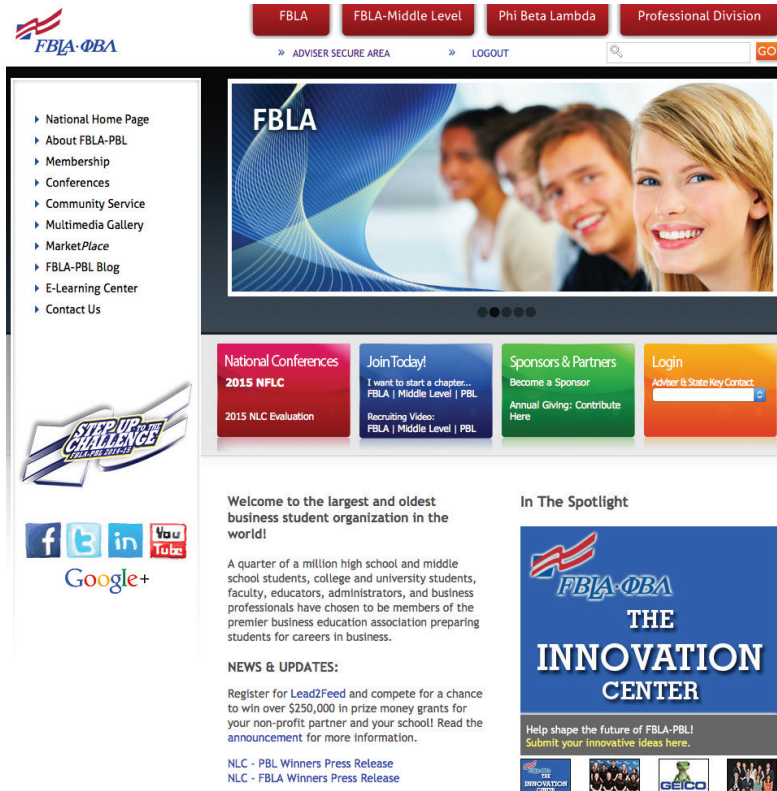 FBLA·ΦBA
FBLA
FBLA-Middle Level
Phi Beta Lambda
Professional Division
» ADVISER SECURE AREA
» LOGOUT
GO
National Home Page
About FBLA-PBL
Membership
Conferences
Community Service
Multimedia Gallery
MarketPlace
FBLA-PBL Blog
E-Learning Center
Contact Us
STEP UP TO THE
CHALLENGE
FBLA-PBL 2014-15
f
t
in
You
Tube
Google+
FBLA
National Conferences
2015 NFLC
2015 NLC Evaluation
Join Today!
I want to start a chapter...
FBLA | Middle Level | PBL
Recruiting Video:
FBLA | Middle Level | PBL
Sponsors & Partners
Become a Sponsor
Annual Giving: Contribute
Here
Login
Adviser & State Key Contact
Welcome to the largest and oldest
business student organization in the
world!
A quarter of a million high school and middle
school students, college and university students,
faculty, educators, administrators, and business
professionals have chosen to be members of the
premier business education association preparing
students for careers in business.
NEWS & UPDATES:
Register for Lead2Feed and compete for a chance
to win over $250,000 in prize money grants for
your non-profit partner and your school! Read the
announcement for more information.
NLC - PBL Winners Press Release
NLC - FBLA Winners Press Release
In The Spotlight
FBLA·ΦBA
THE
INNOVATION
CENTER
Help shape the future of FBLA-PBL!
Submit your innovative ideas here.
FBLA·ΦBA
THE
INNOVATION
CENTER
GEICO